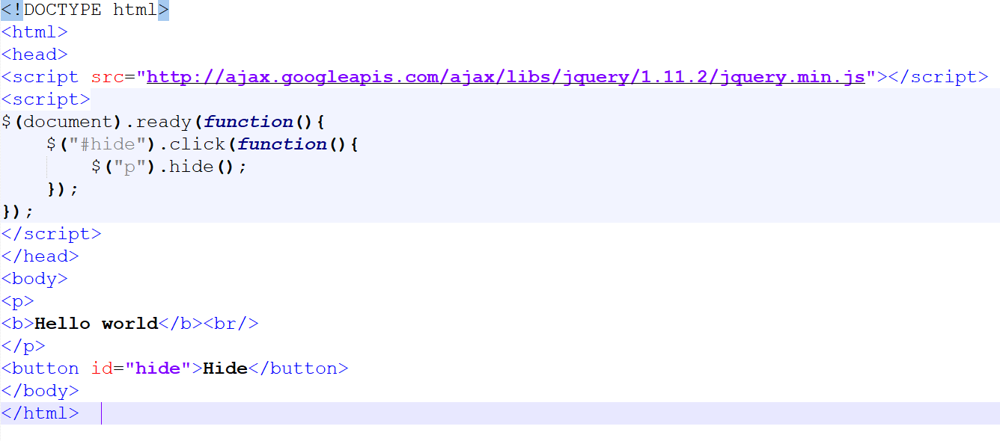 <!DOCTYPE html>
<html>
<head>
<script src="http://ajax.googleapis.com/ajax/libs/jquery/1.11.2/jquery.min.js"></script>
<script>
$(document).ready(function(){
    $("#hide").click(function(){
        $("p").hide();
    });
});
</script>
</head>
<body>
<p>
<b>Hello world</b><br/>
</p>
<button id="hide">Hide</button>
</body>
</html>